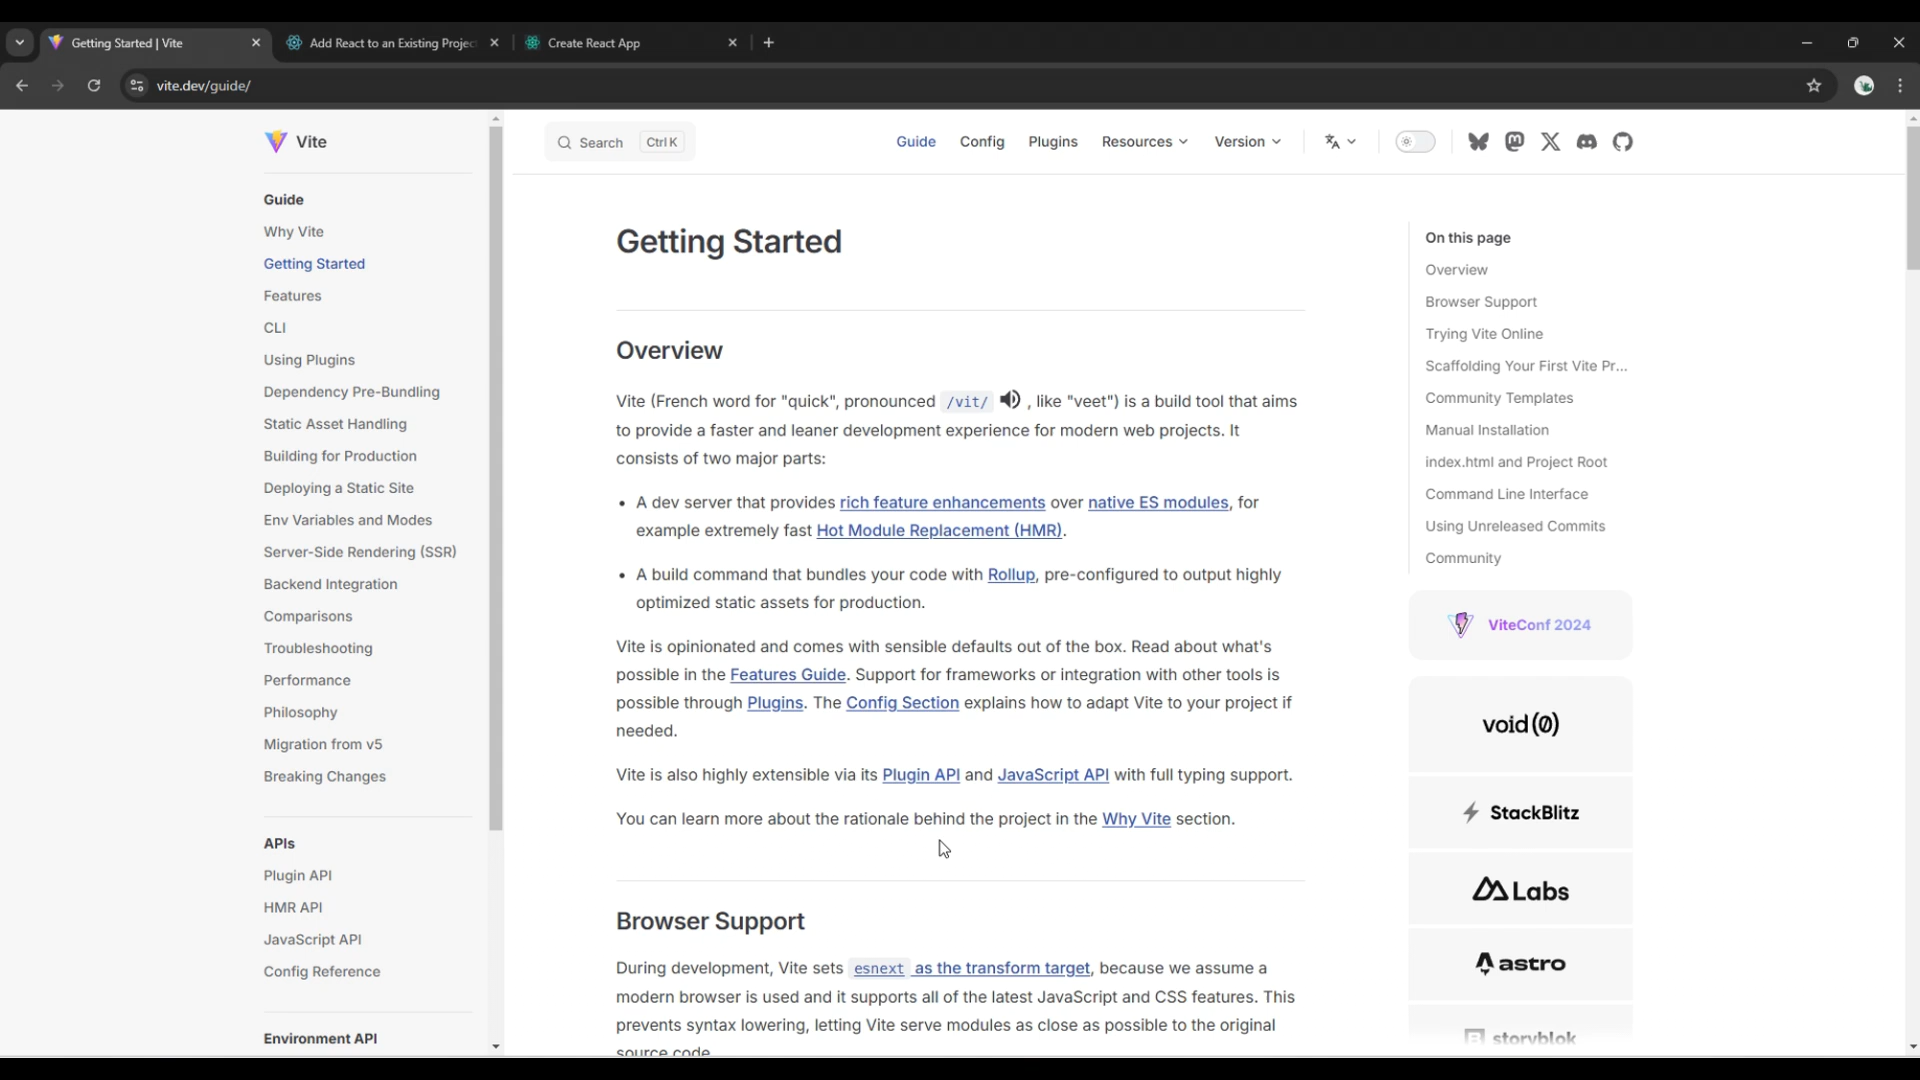 Getting Started | Vite
Add React to an Existing Projec
Create React App
vite.dev/guide/
Vite
Search Ctrl K
Guide Config Plugins Resources Version
Guide
Why Vite
Getting Started
Features
CLI
Using Plugins
Dependency Pre-Bundling
Static Asset Handling
Building for Production
Deploying a Static Site
Env Variables and Modes
Server-Side Rendering (SSR)
Backend Integration
Comparisons
Troubleshooting
Performance
Philosophy
Migration from v5
Breaking Changes
APIs
Plugin API
HMR API
JavaScript API
Config Reference
Environment API
Getting Started
Overview
Vite (French word for "quick", pronounced /vit/ , like "veet") is a build tool that aims
to provide a faster and leaner development experience for modern web projects. It
consists of two major parts:
• A dev server that provides rich feature enhancements over native ES modules, for
example extremely fast Hot Module Replacement (HMR).
• A build command that bundles your code with Rollup, pre-configured to output highly
optimized static assets for production.
Vite is opinionated and comes with sensible defaults out of the box. Read about what's
possible in the Features Guide. Support for frameworks or integration with other tools is
possible through Plugins. The Config Section explains how to adapt Vite to your project if
needed.
Vite is also highly extensible via its Plugin API and JavaScript API with full typing support.
You can learn more about the rationale behind the project in the Why Vite section.
Browser Support
During development, Vite sets esnext as the transform target, because we assume a
modern browser is used and it supports all of the latest JavaScript and CSS features. This
prevents syntax lowering, letting Vite serve modules as close as possible to the original
source code.
On this page
Overview
Browser Support
Trying Vite Online
Scaffolding Your First Vite Pr...
Community Templates
Manual Installation
index.html and Project Root
Command Line Interface
Using Unreleased Commits
Community
ViteConf 2024
void(0)
StackBlitz
Labs
astro
storyblok